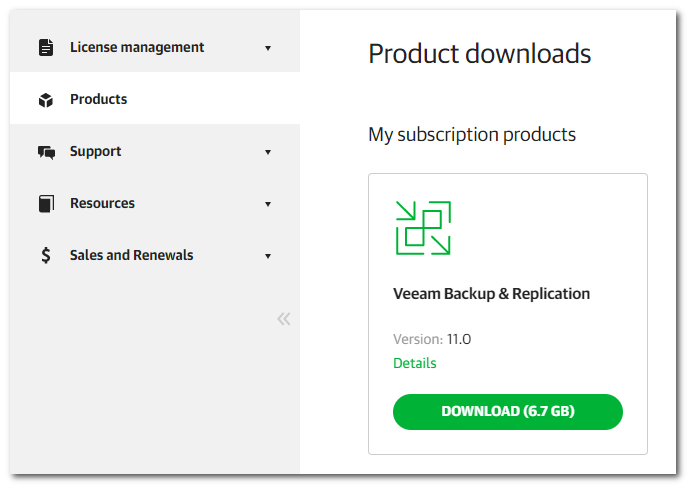 License management
Products
Support
Resources
Sales and Renewals
Product downloads
My subscription products
Veeam Backup & Replication
Version: 11.0
Details
DOWNLOAD (6.7 GB)